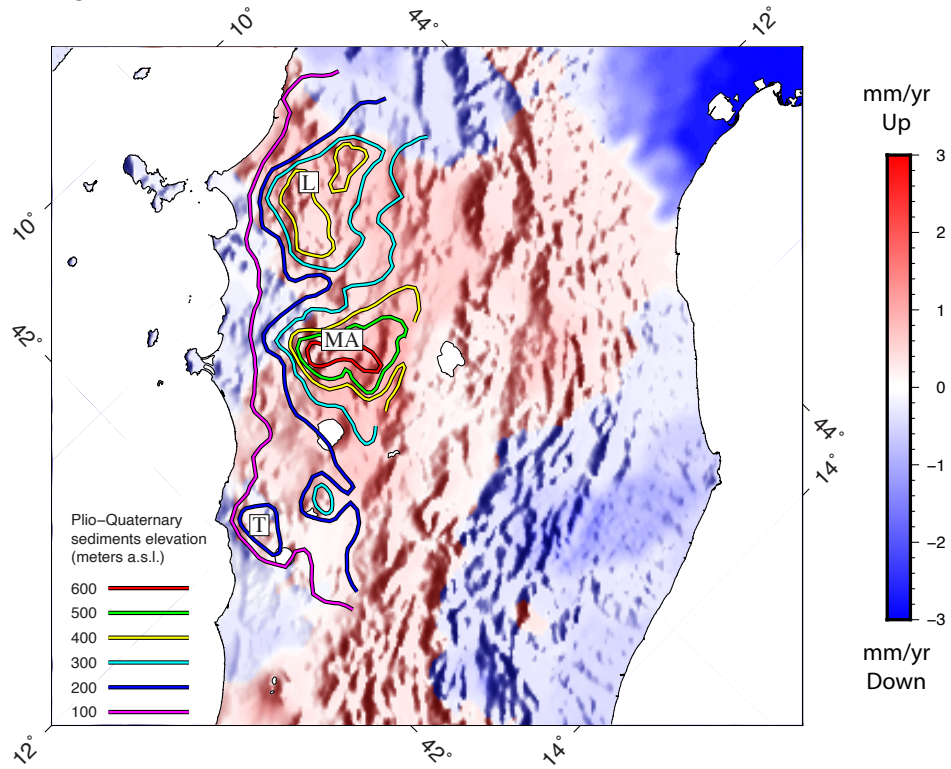 10°
44°
12°
mm/yr
Up
L
10°
42°
MA
44°
14°
T
Plio–Quaternary
sediments elevation
(meters a.s.l.)
600
500
400
300
200
100
3
2
1
0
−1
−2
−3
mm/yr
Down
12°
42°
14°